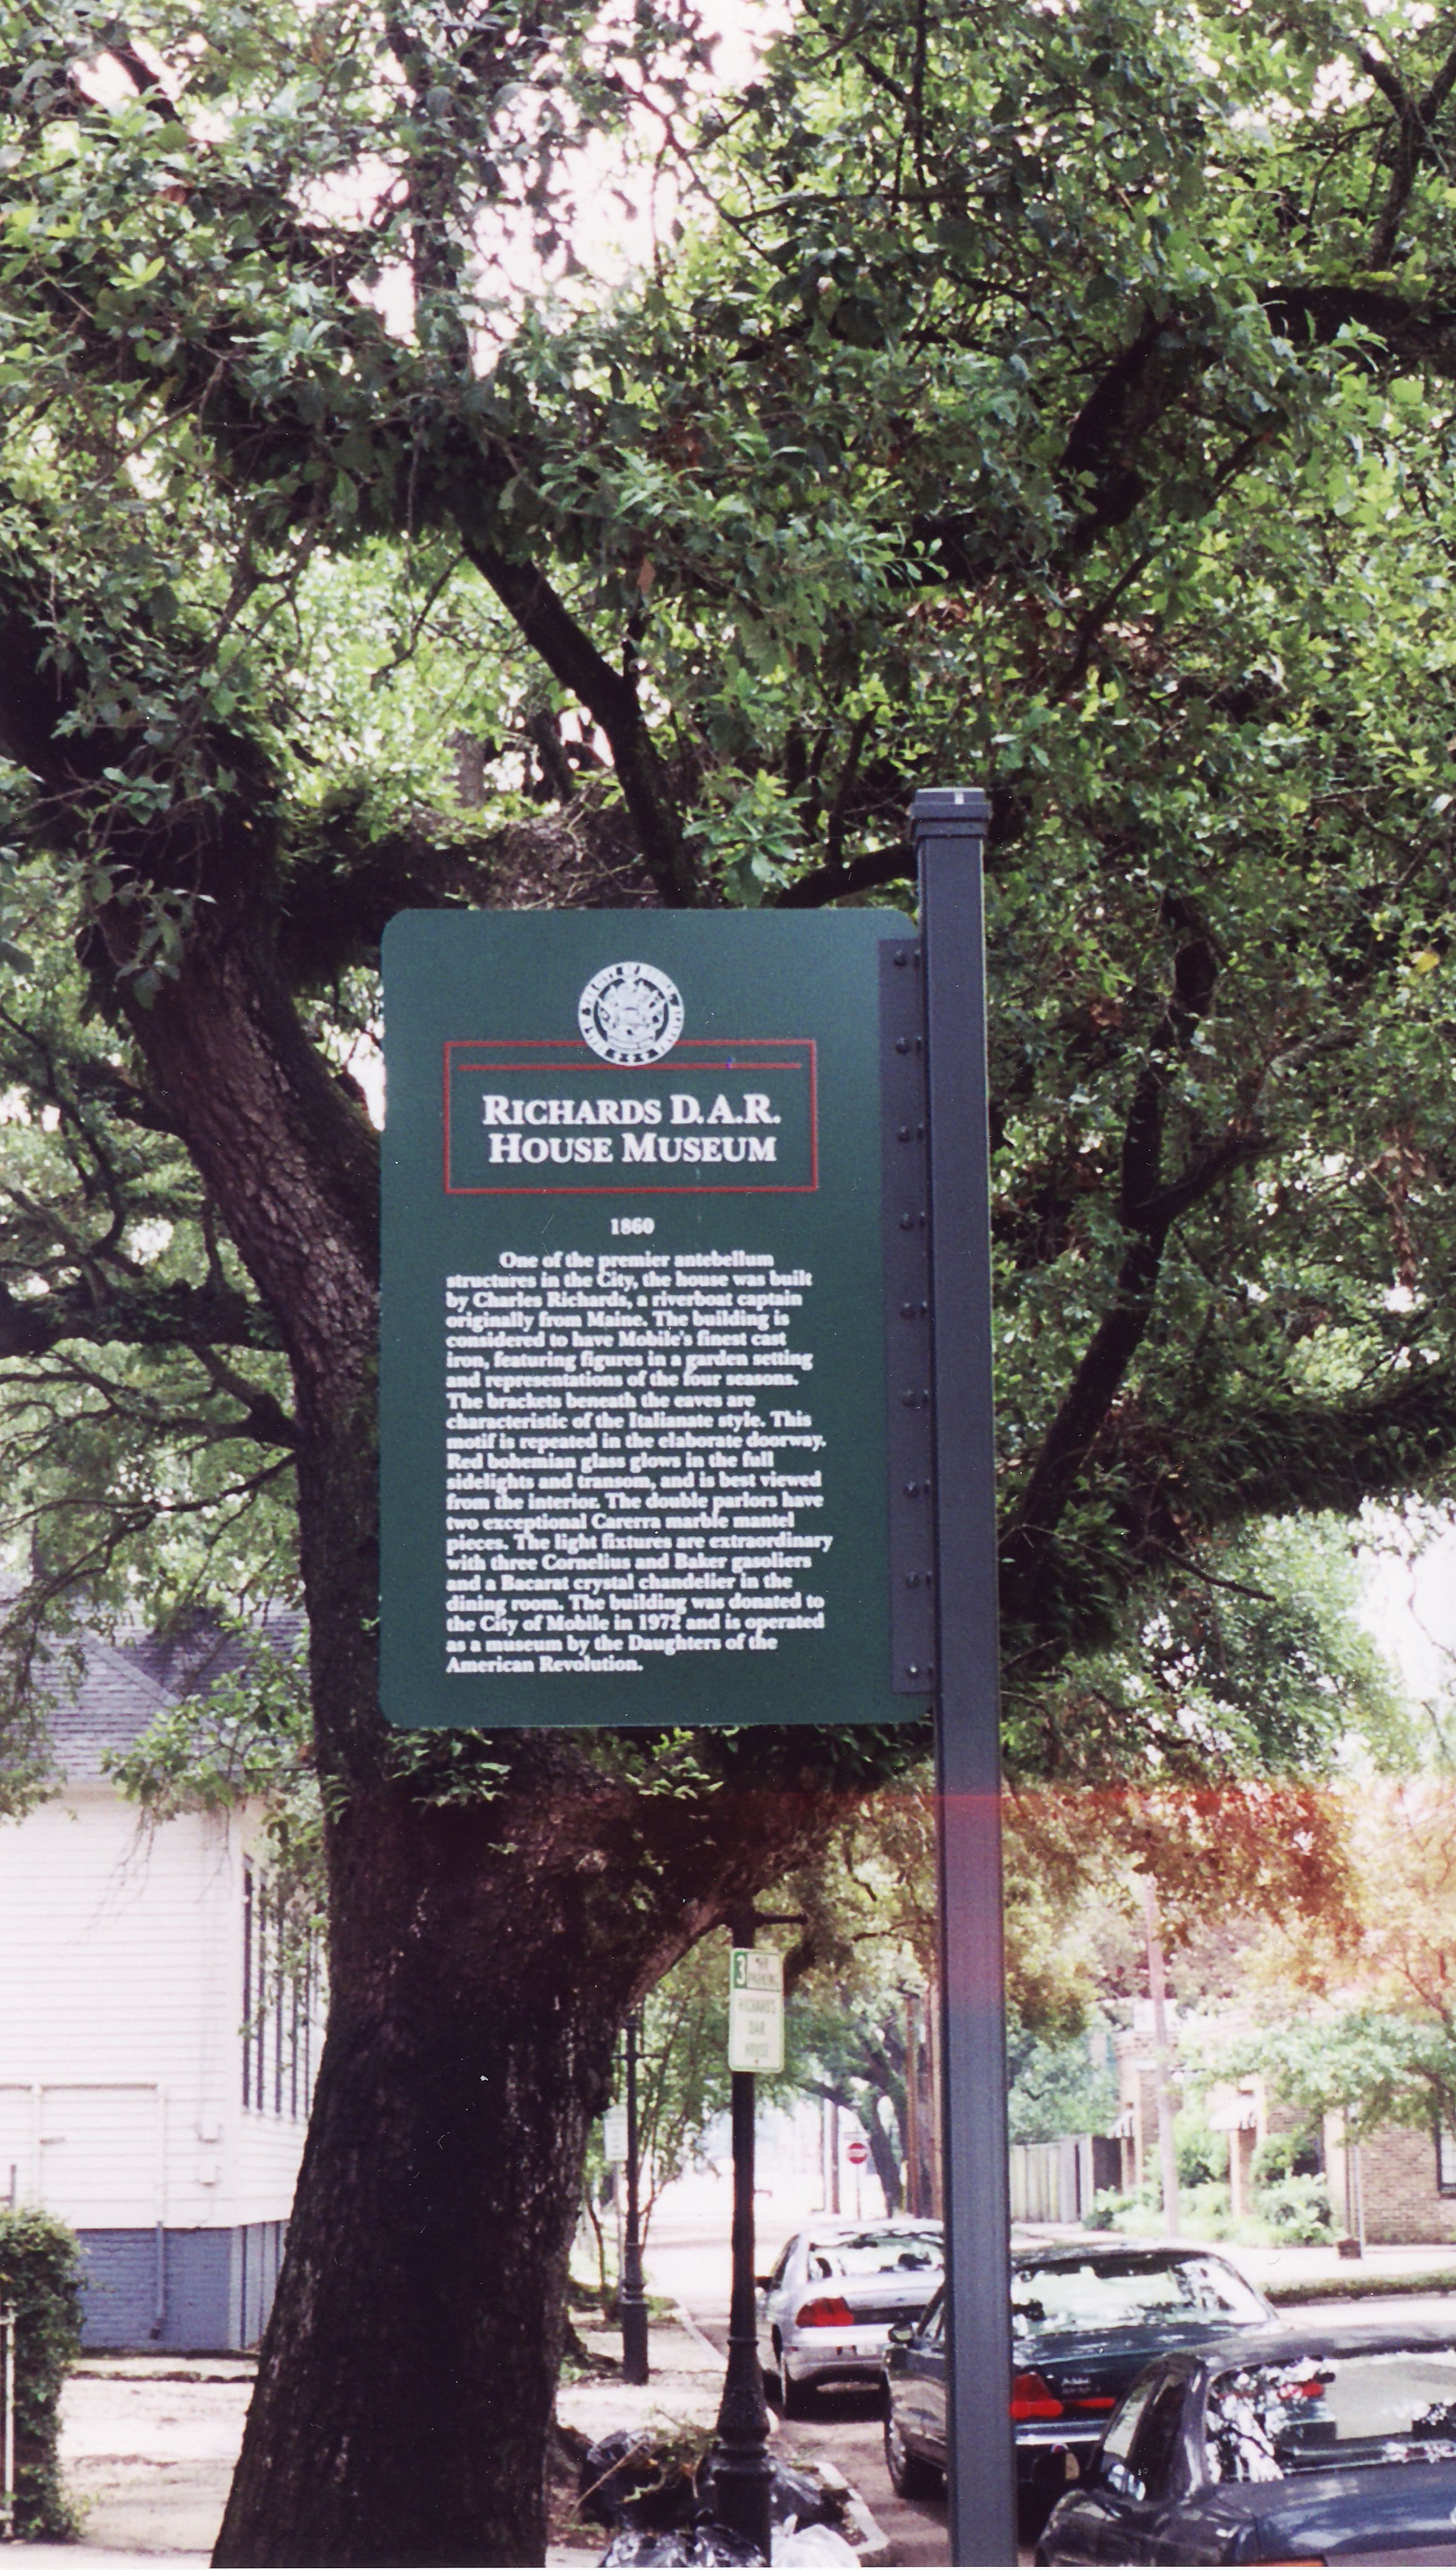 RICHARDS D.A.R.
HOUSE MUSEUM
1860
One of the premier antebellum
structures in the City, the house was built
by Charles Richards, a riverboat captain
originally from Maine. The building is
considered to have Mobile's finest cast
iron, featuring figures in a garden setting
and representations of the four seasons.
The brackets beneath the eaves are
characteristic of the Italianate style. This
motif is repeated in the elaborate doorway.
Red bohemian glass glows in the full
sidelights and transom, and is best viewed
from the interior. The double parlors have
two exceptional Carerra marble mantel
pieces. The light fixtures are extraordinary
with three Cornelius and Baker gasoliers
and a Bacarat crystal chandelier in the
dining room. The building was donated to
the City of Mobile in 1972 and is operated
as a museum by the Daughters of the
American Revolution.
3
RICHARDS
DAR
HOUSE
STOP